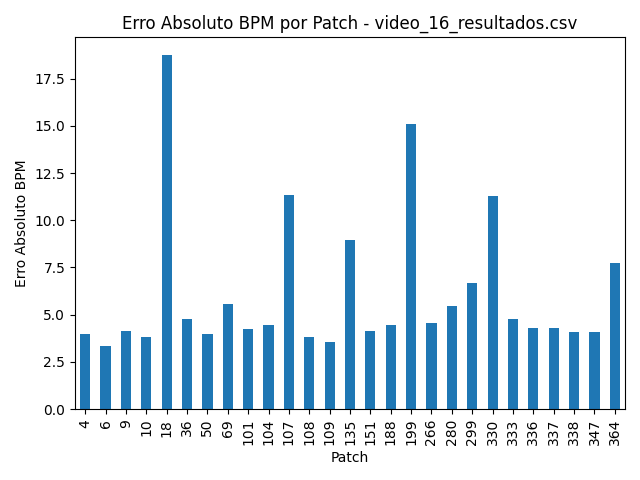 Erro Absoluto BPM por Patch - video_16_resultados.csv
Erro Absoluto BPM
17.5
15.0
12.5
10.0
7.5
5.0
2.5
0.0
4 6 9 10 18 36 50 69 101 104 107 108 109 135 151 188 199 266 280 299 330 333 336 337 338 347 364
Patch